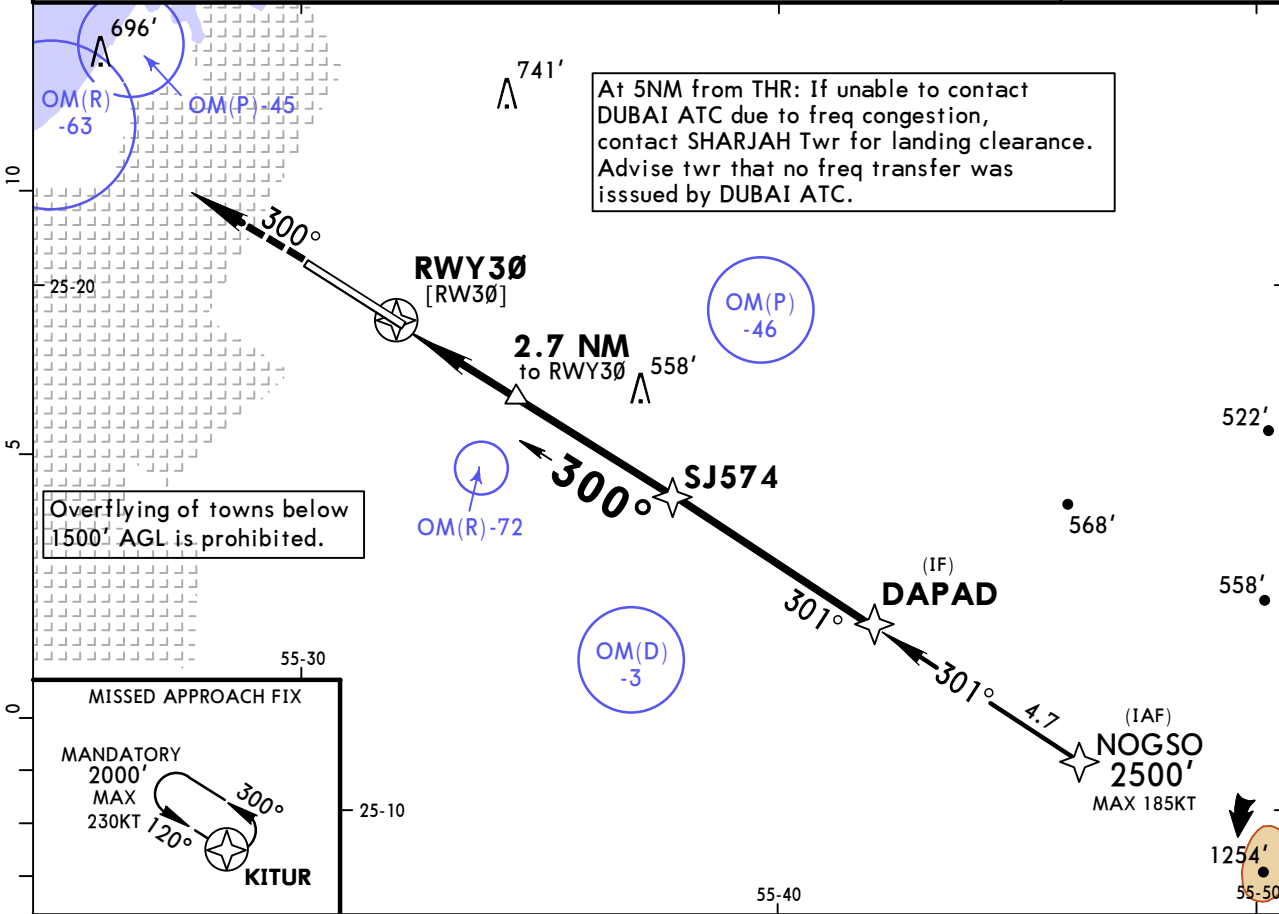 696'
741'
OM(R)
-63
OM(P)-45
At 5NM from THR: If unable to contact
DUBAI ATC due to freq congestion,
contact SHARJAH Twr for landing clearance.
Advise twr that no freq transfer was
isssued by DUBAI ATC.
10
300°
RWY3Ø
[RW3Ø]
25-20
OM(P)
-46
2.7 NM
to RWY3Ø
558'
522'
5
300°
SJ574
OM(R)-72
568'
Overflying of towns below
1500' AGL is prohibited.
(IF)
DAPAD
558'
301°
OM(D)
-3
55-30
301°
4.7
(IAF)
NOGSO
2500'
MAX 185KT
0
MISSED APPROACH FIX
MANDATORY
2000'
MAX
230KT
300°
120°
KITUR
25-10
1254'
55-40
55-50